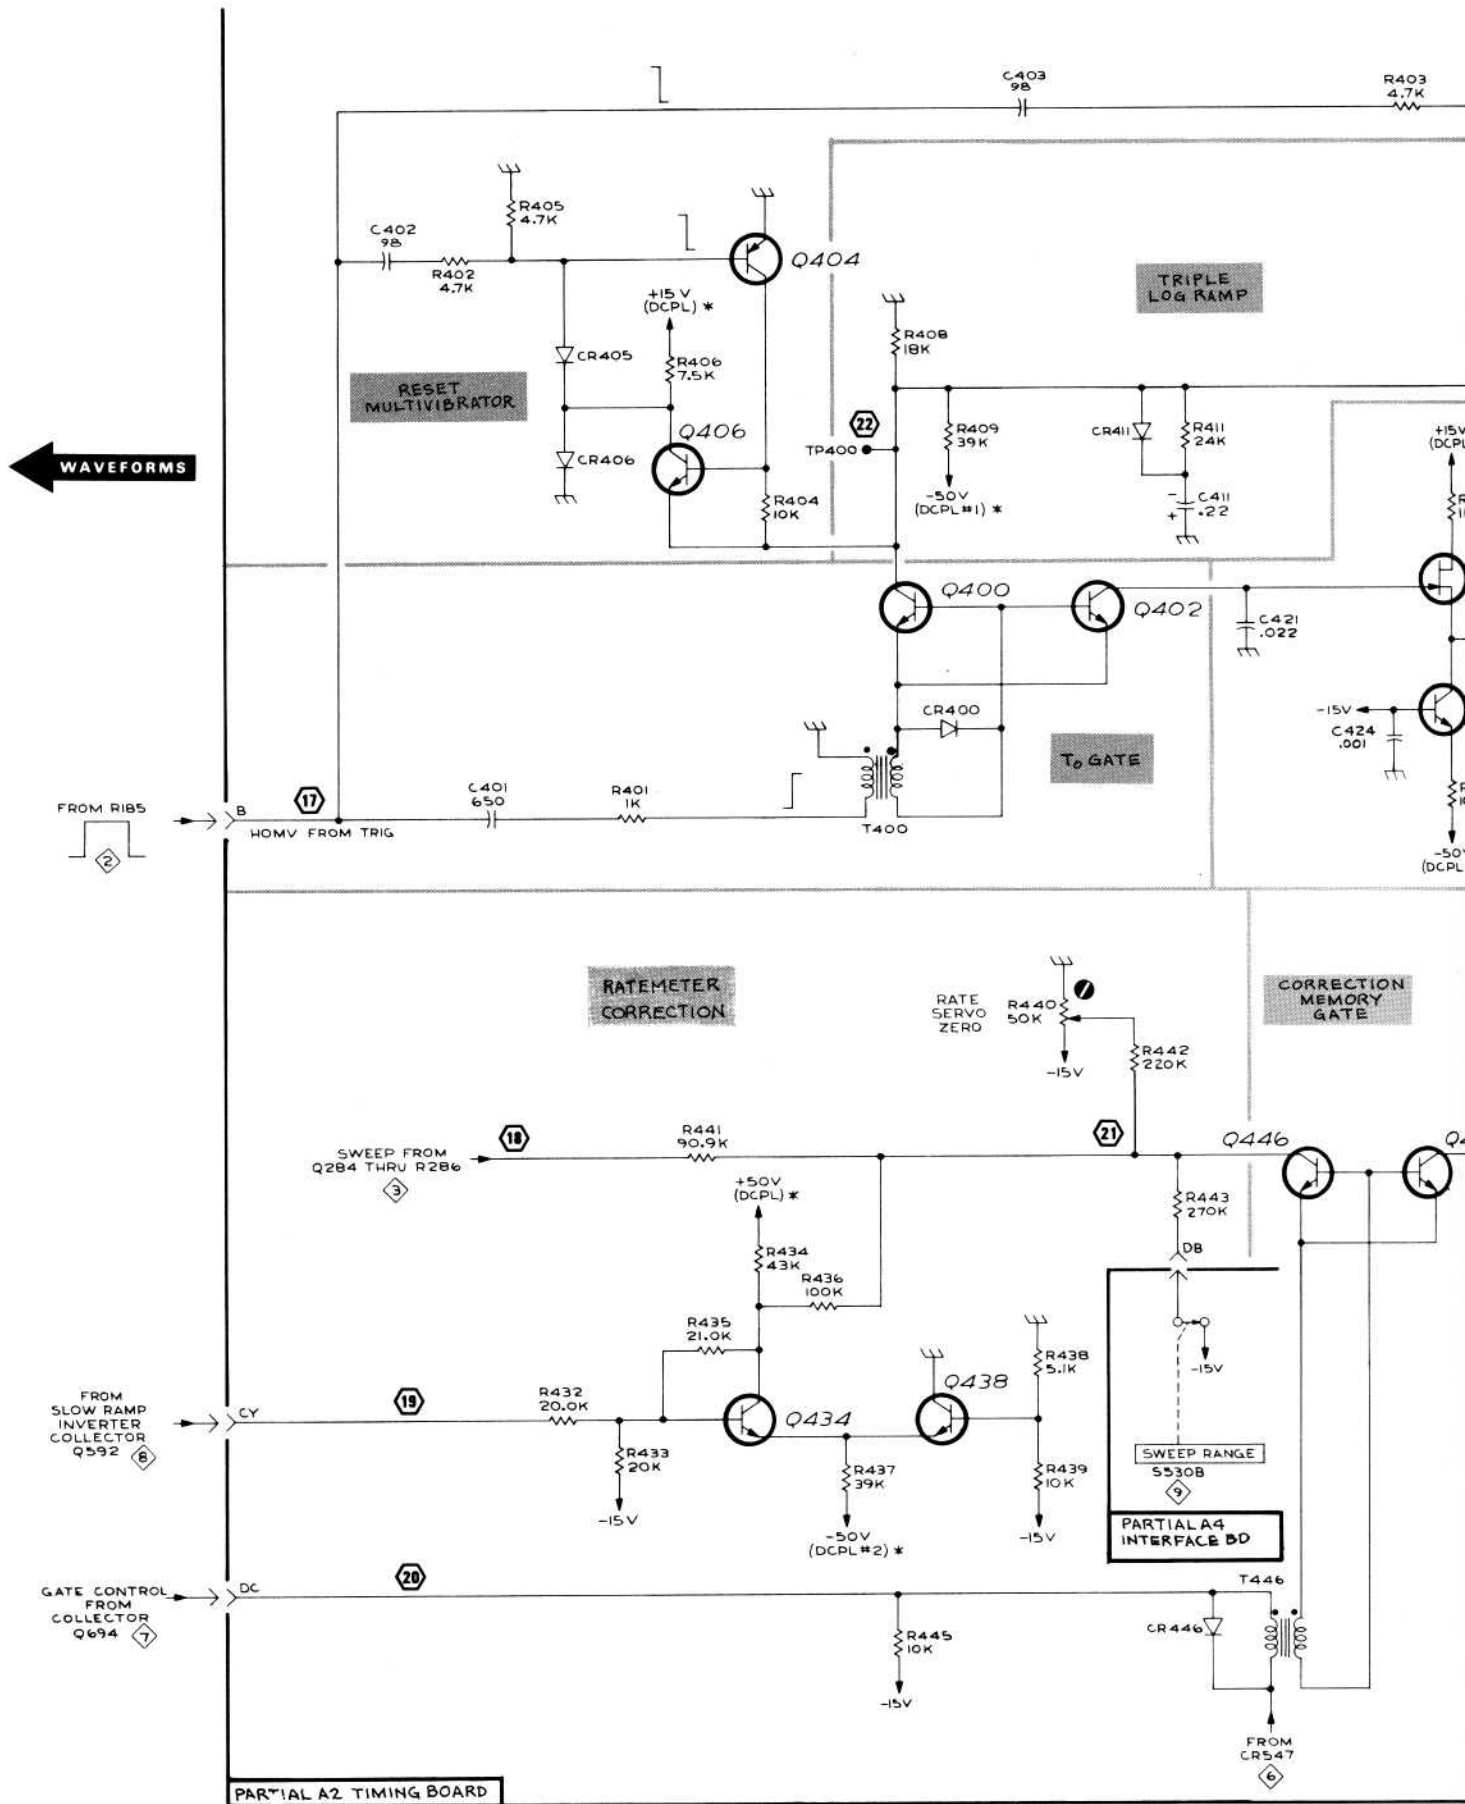 C403
98
R403
4.7K
R405
4.7K
C402
98
R402
4.7K
Q404
TRIPLE
LOG RAMP
+15V
(DCPL) *
R408
18K
CR405
R406
7.5K
RESET
MULTIVIBRATOR
22
Q406
TP400
R409
39K
CR411
R411
24K
+15V
(DCPL
WAVEFORMS
CR406
R404
10K
-50V
(DCPL#1) *
-
+
C411
.22
R
Q400
Q402
C421
.022
CR400
-15V
C424
.001
T₀ GATE
FROM R185
2
B
17
HOMV FROM TRIG
C401
650
R401
1K
T400
R
-50V
(DCPL
RATEMETER
CORRECTION
RATE
SERVO
ZERO
R440
50K
-15V
R442
220K
CORRECTION
MEMORY
GATE
SWEEP FROM
Q284 THRU R286
3
18
R441
90.9K
21
Q446
Q4
+50V
(DCPL) *
R434
43K
R436
100K
R443
270K
DB
R435
21.0K
-15V
R438
5.1K
FROM
SLOW RAMP
INVERTER
COLLECTOR
Q592
8
CY
19
R432
20.0K
Q434
Q438
R433
20K
-15V
R437
39K
-50V
(DCPL#2) *
R439
10K
-15V
SWEEP RANGE
S530B
9
PARTIAL A4
INTERFACE BD
GATE CONTROL
FROM
COLLECTOR
Q694
7
DC
20
T446
R445
10K
-15V
CR446
FROM
CR547
6
PARTIAL A2 TIMING BOARD